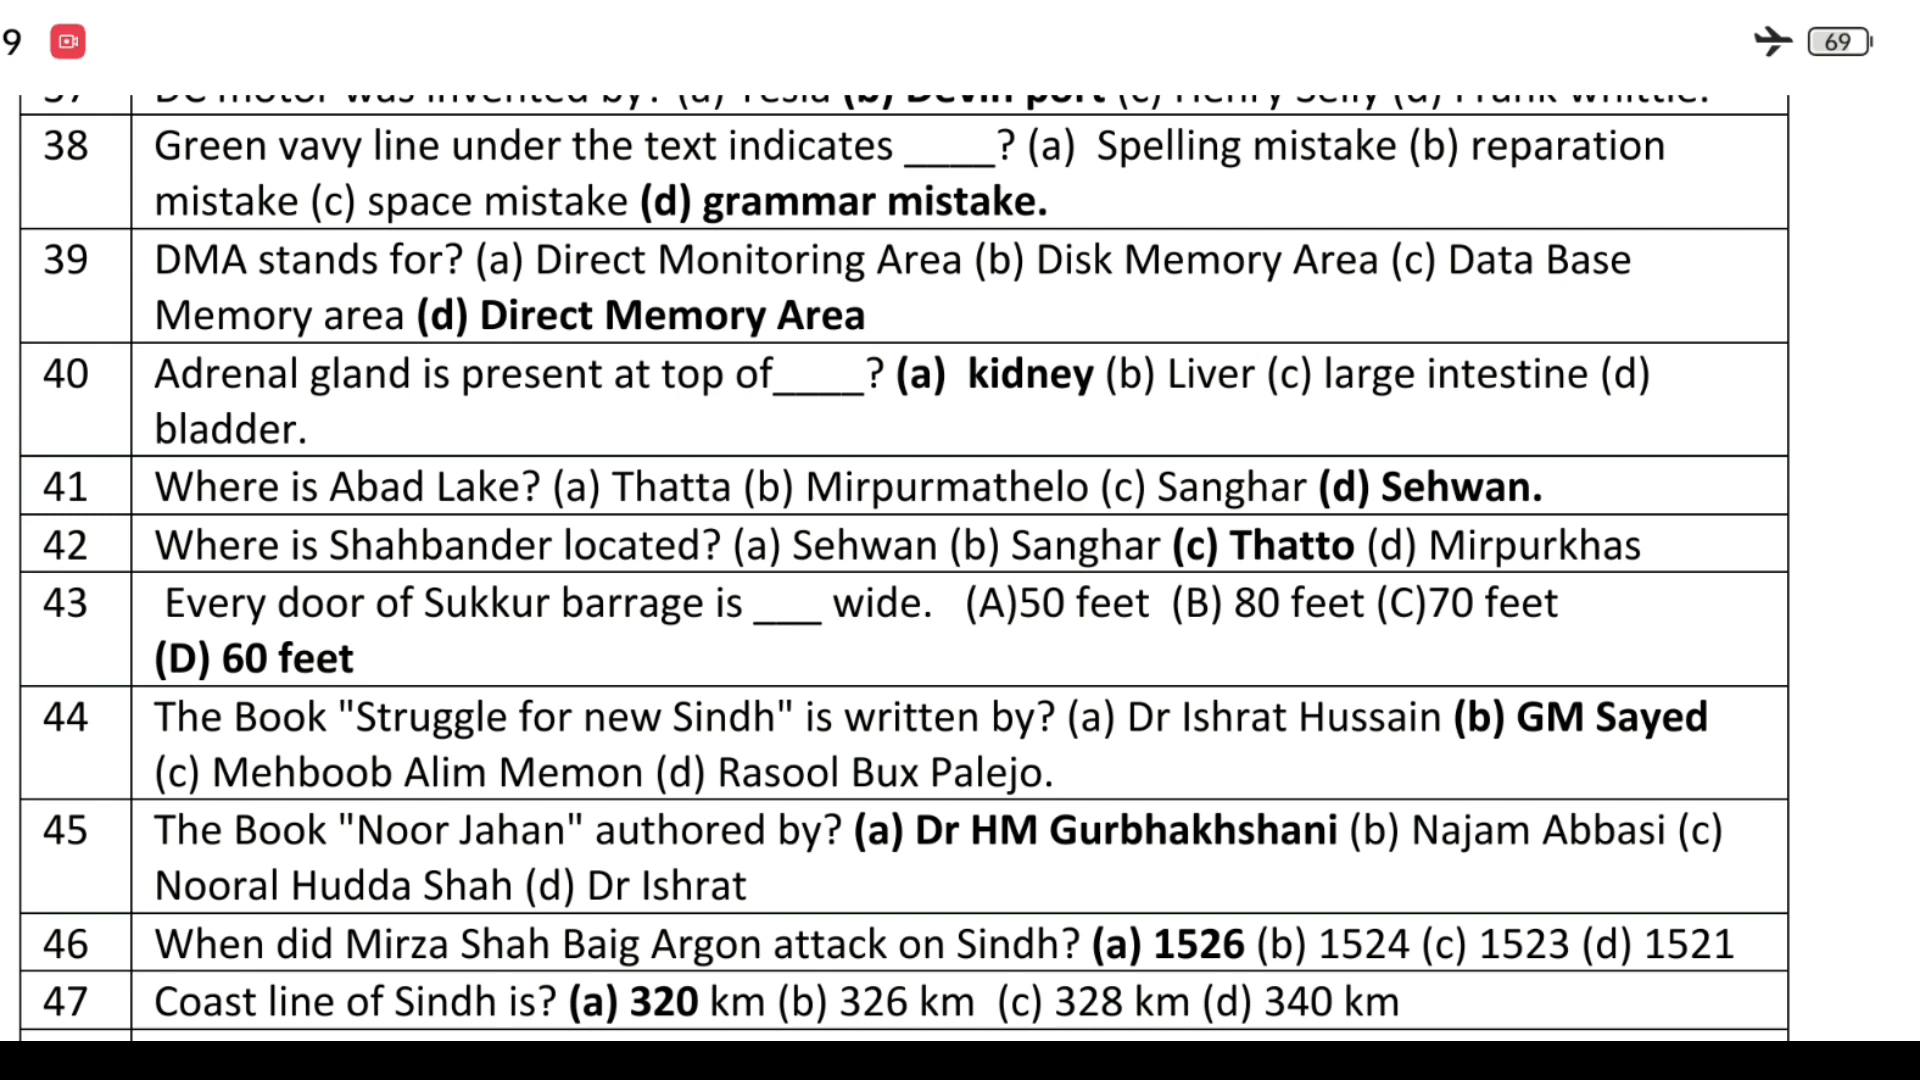 9
69
38 Green vavy line under the text indicates ____? (a) Spelling mistake (b) reparation
mistake (c) space mistake (d) grammar mistake.
39 DMA stands for? (a) Direct Monitoring Area (b) Disk Memory Area (c) Data Base
Memory area (d) Direct Memory Area
40 Adrenal gland is present at top of____? (a) kidney (b) Liver (c) large intestine (d)
bladder.
41 Where is Abad Lake? (a) Thatta (b) Mirpurmathelo (c) Sanghar (d) Sehwan.
42 Where is Shahbander located? (a) Sehwan (b) Sanghar (c) Thatto (d) Mirpurkhas
43 Every door of Sukkur barrage is ___ wide. (A)50 feet (B) 80 feet (C)70 feet
(D) 60 feet
44 The Book "Struggle for new Sindh" is written by? (a) Dr Ishrat Hussain (b) GM Sayed
(c) Mehboob Alim Memon (d) Rasool Bux Palejo.
45 The Book "Noor Jahan" authored by? (a) Dr HM Gurbhakhshani (b) Najam Abbasi (c)
Nooral Hudda Shah (d) Dr Ishrat
46 When did Mirza Shah Baig Argon attack on Sindh? (a) 1526 (b) 1524 (c) 1523 (d) 1521
47 Coast line of Sindh is? (a) 320 km (b) 326 km (c) 328 km (d) 340 km